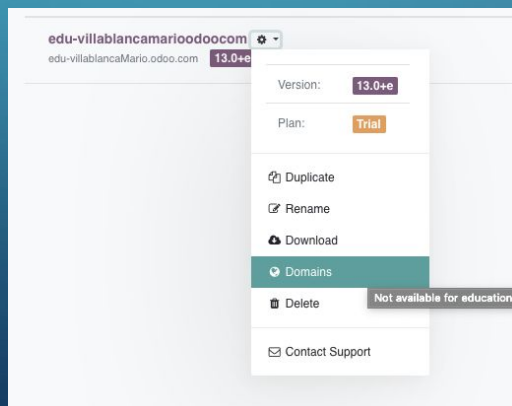 edu-villablancamarioodoocom
edu-villablancaMario.odoo.com 13.0+e
Version: 13.0+e
Plan: Trial
Duplicate
Rename
Download
Domains
Not available for education
Delete
Contact Support